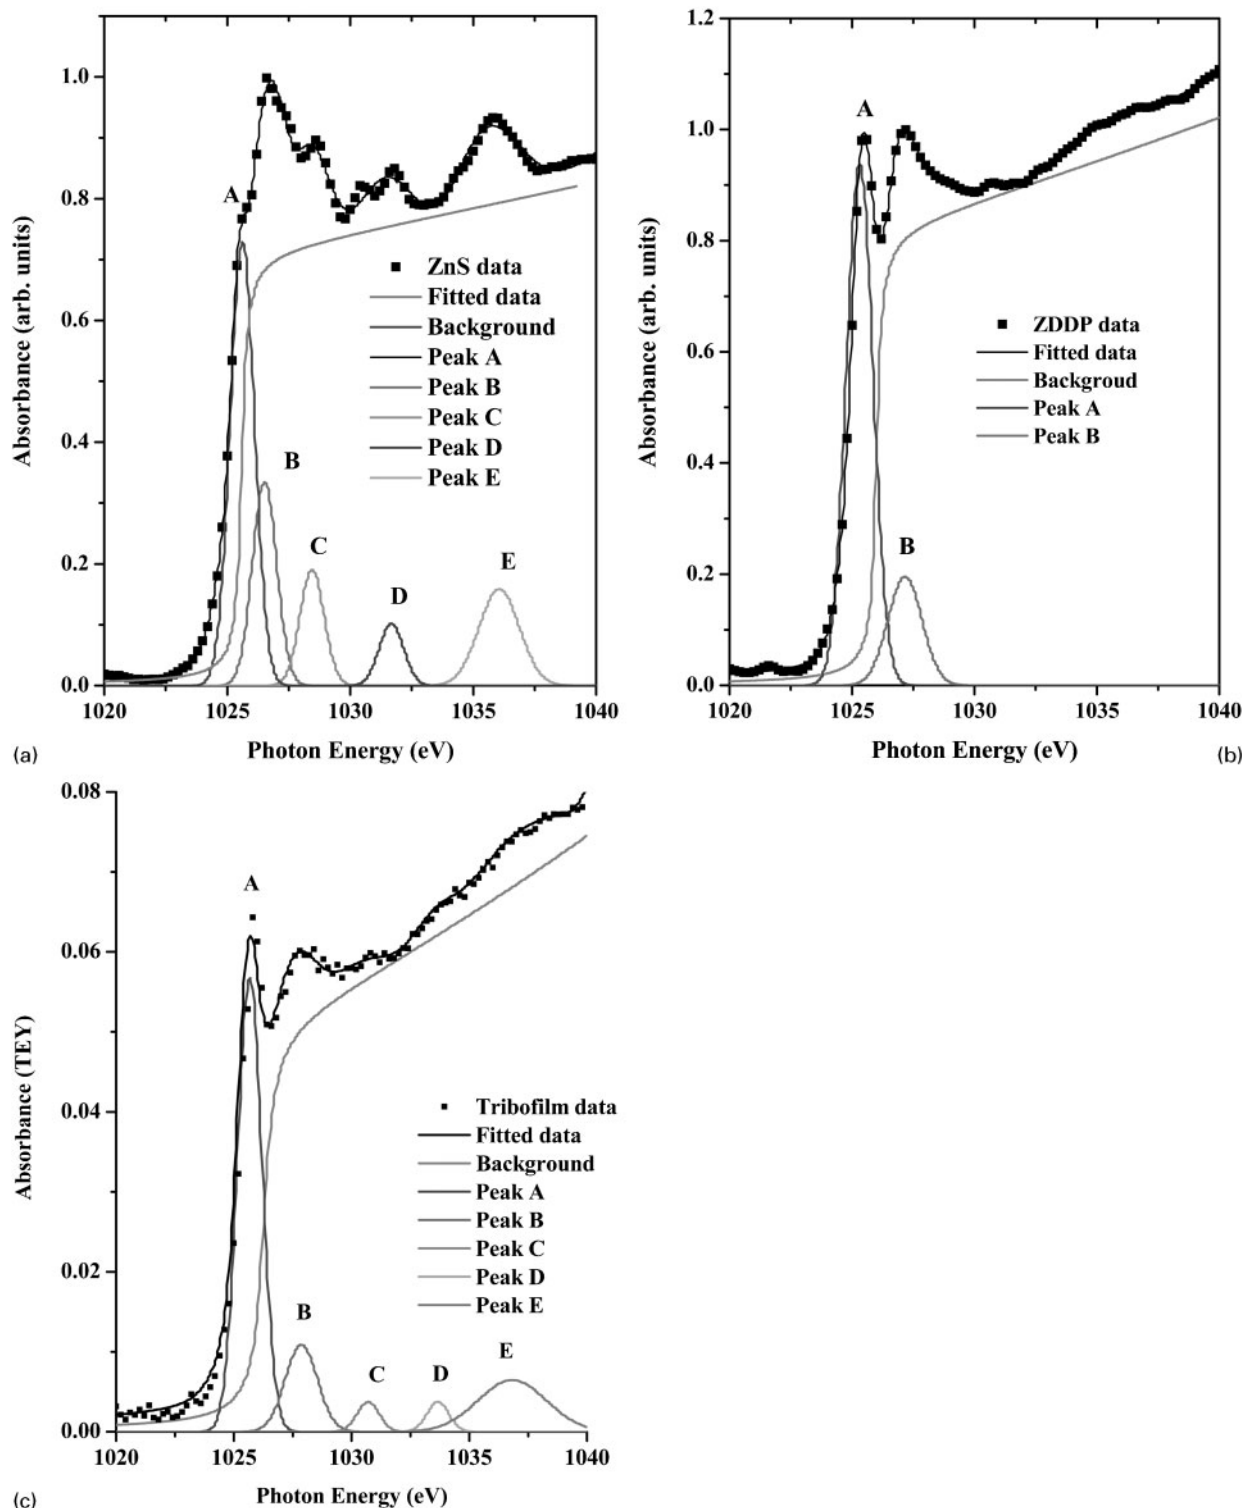 1.0
0.8
0.6
0.4
0.2
0.0
Absorbance (arb. units)
A
B
C
D
E
ZnS data
Fitted data
Background
Peak A
Peak B
Peak C
Peak D
Peak E
1020 1025 1030 1035 1040
Photon Energy (eV)
(a)
1.2
1.0
0.8
0.6
0.4
0.2
0.0
Absorbance (arb. units)
A
B
ZDDP data
Fitted data
Backgroud
Peak A
Peak B
1020 1025 1030 1035 1040
Photon Energy (eV)
(b)
0.08
0.06
0.04
0.02
0.00
Absorbance (TEY)
A
B
C
D
E
Tribofilm data
Fitted data
Background
Peak A
Peak B
Peak C
Peak D
Peak E
1020 1025 1030 1035 1040
Photon Energy (eV)
(c)